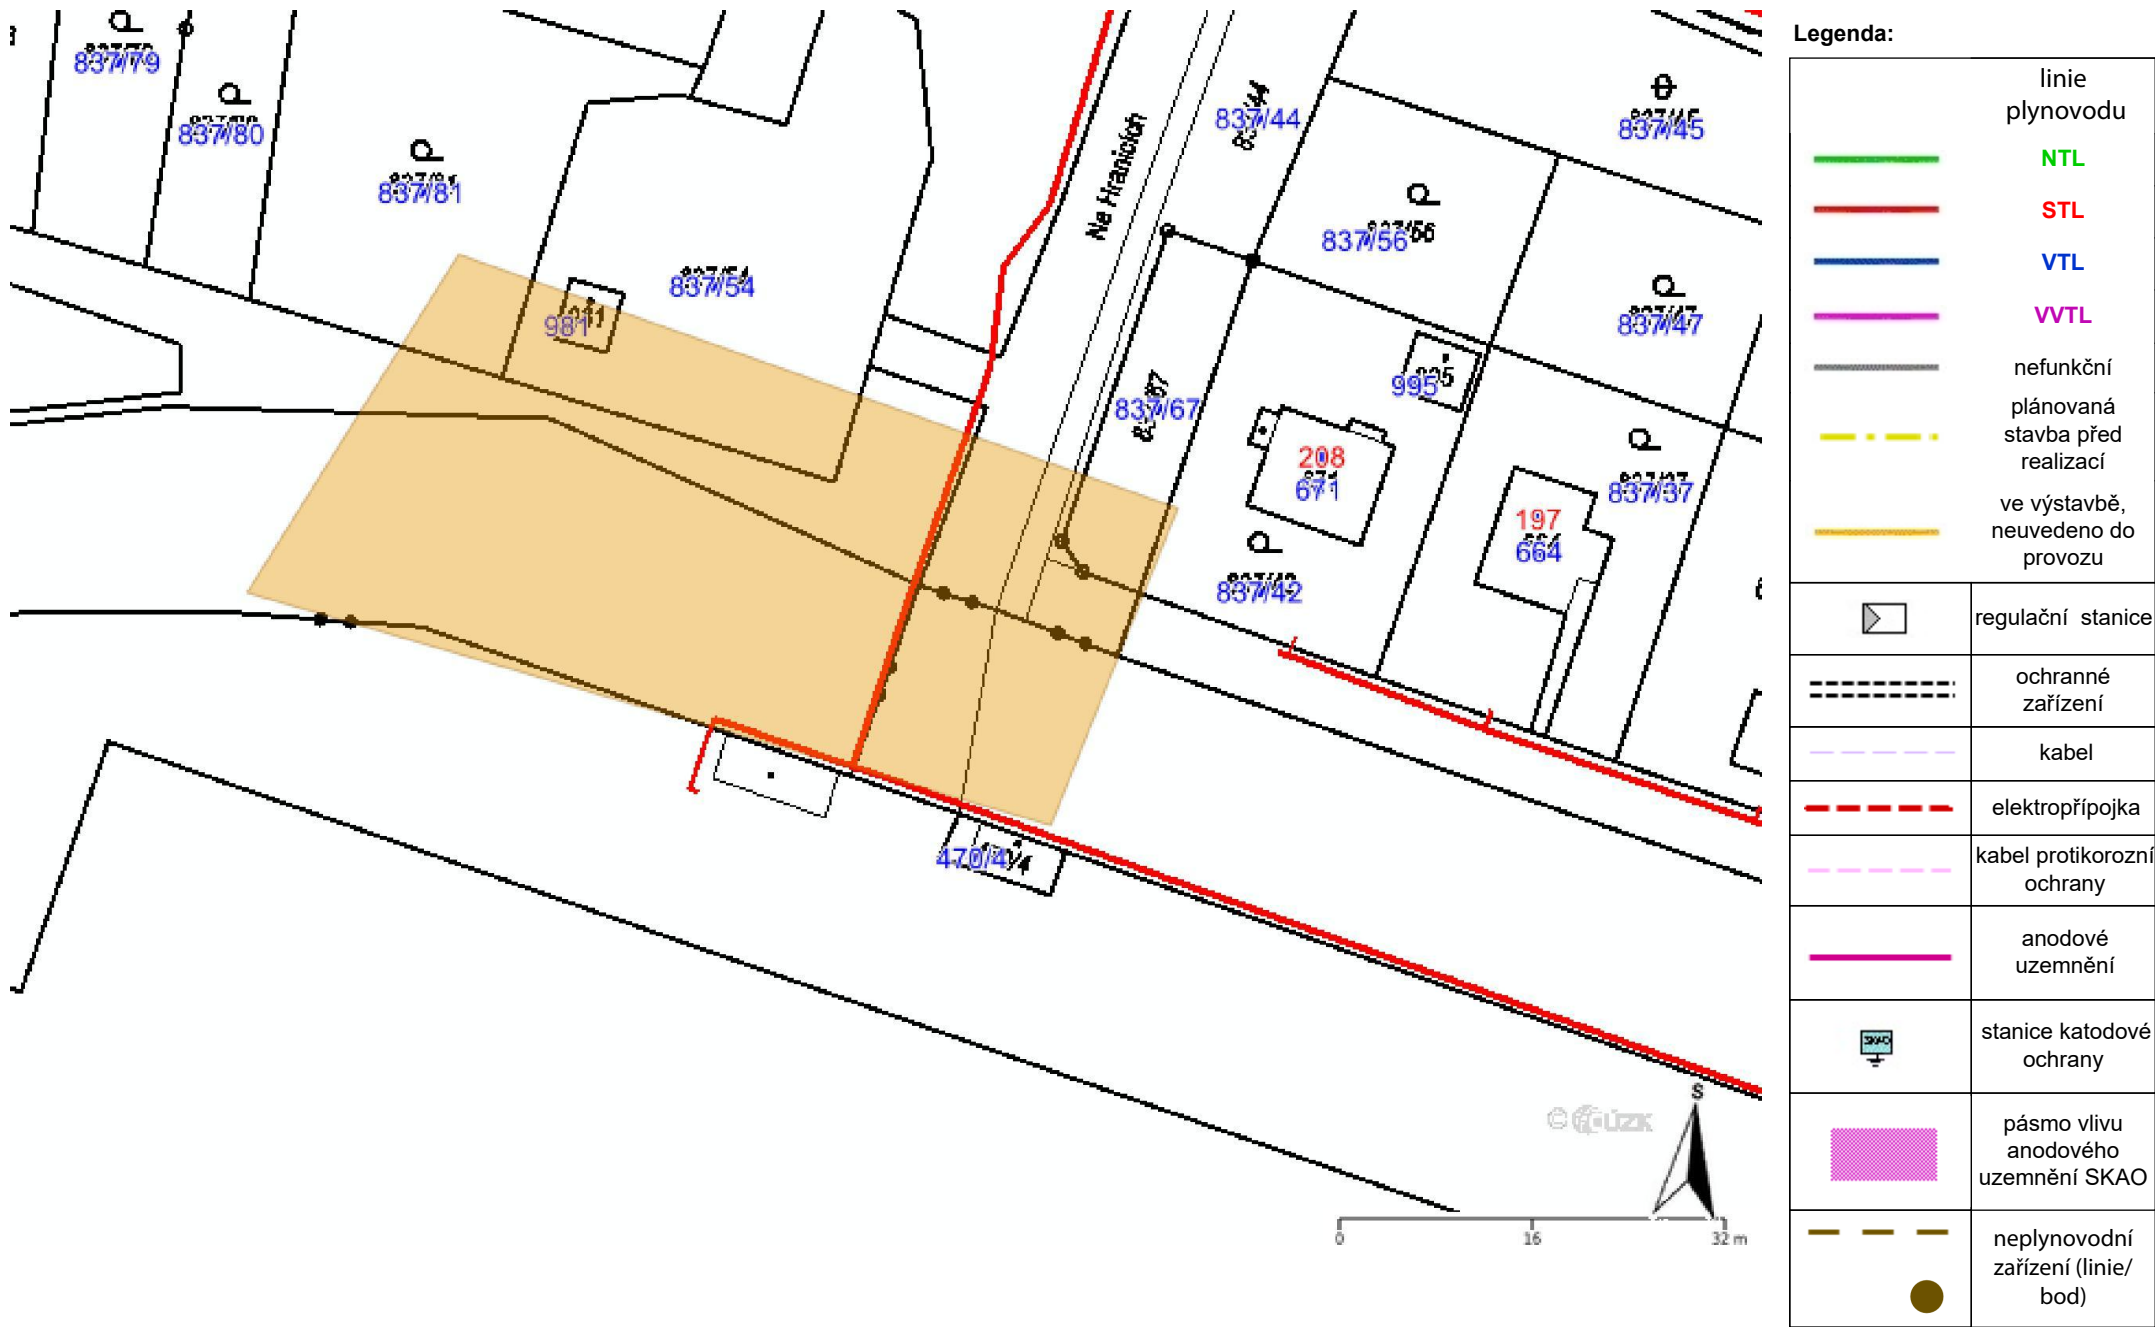 837/79
837/80
837/81
837/54
981
Na Hranicích
837/44
837/45
837/56
837/47
837/67
995
208
671
197
664
837/37
837/42
470/4
S
0 16 32 m
© ČÚZK
Legenda:
linie
plynovodu
NTL
STL
VTL
VVTL
nefunkční
plánovaná
stavba před
realizací
ve výstavbě,
neuvedeno do
provozu
regulační stanice
ochranné
zařízení
kabel
elektropřípojka
kabel protikorozní
ochrany
anodové
uzemnění
SKAO
stanice katodové
ochrany
pásmo vlivu
anodového
uzemnění SKAO
neplynovodní
zařízení (linie/
bod)